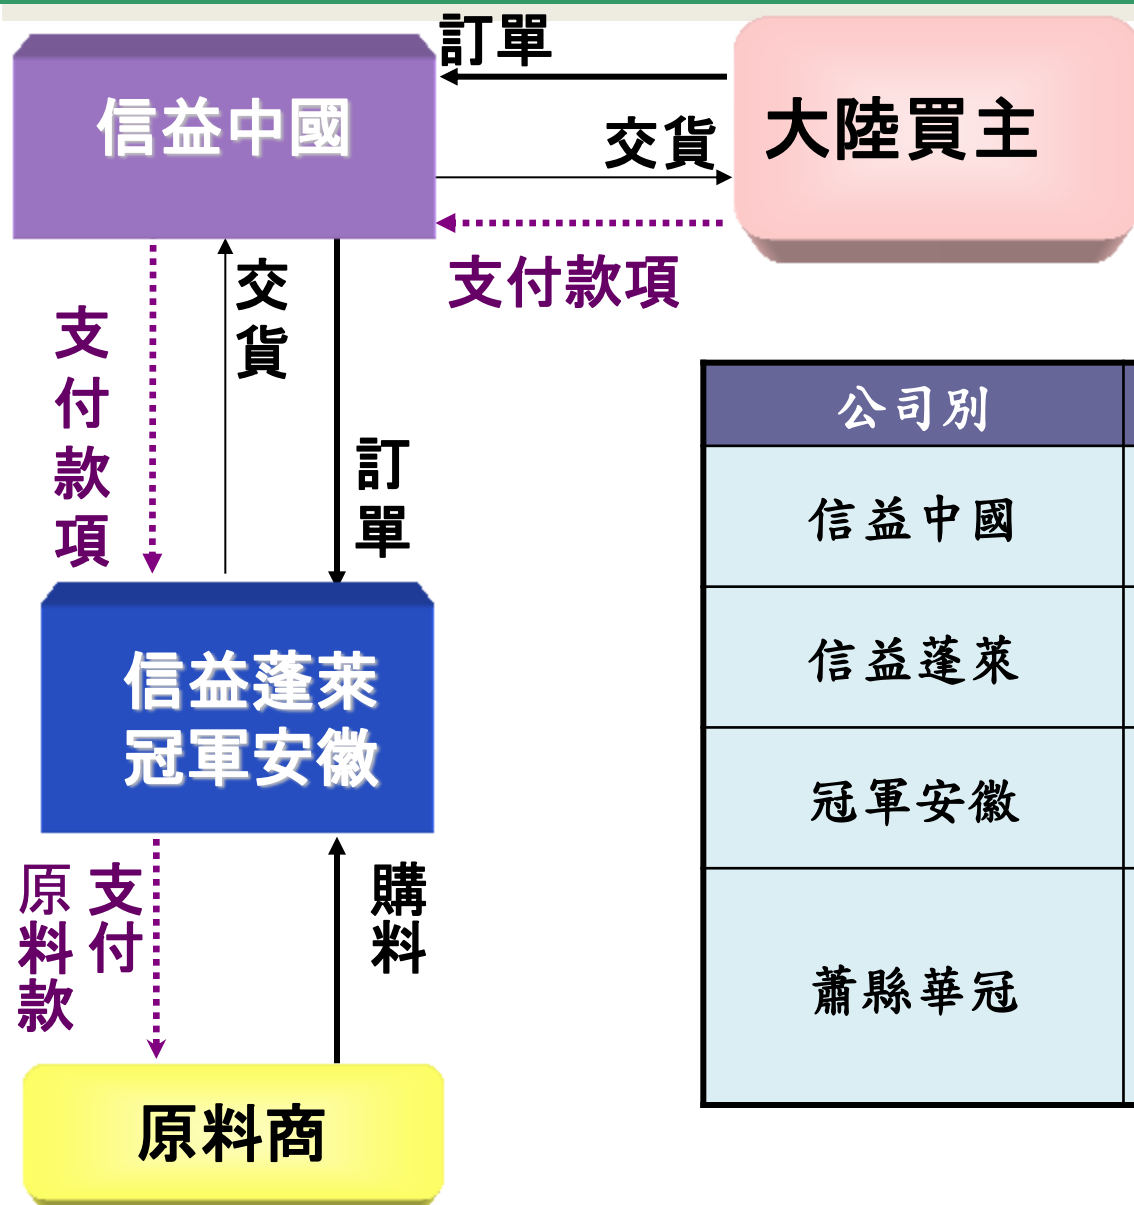 訂單
信益中國
大陸買主
交貨
支付款項
支付款項
交貨
訂單
信益蓬萊
冠軍安徽
支付
原料款
購料
原料商
公司別
信益中國
信益蓬萊
冠軍安徽
蕭縣華冠